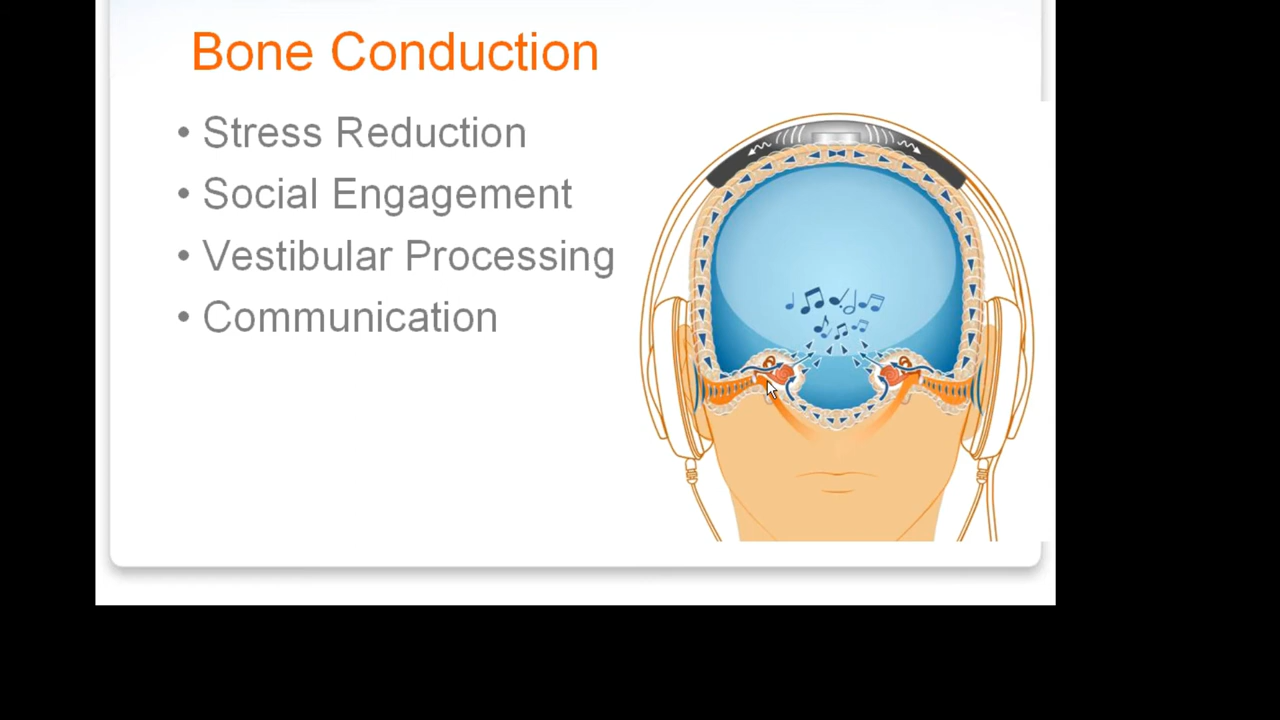 Bone Conduction
• Stress Reduction
• Social Engagement
• Vestibular Processing
• Communication